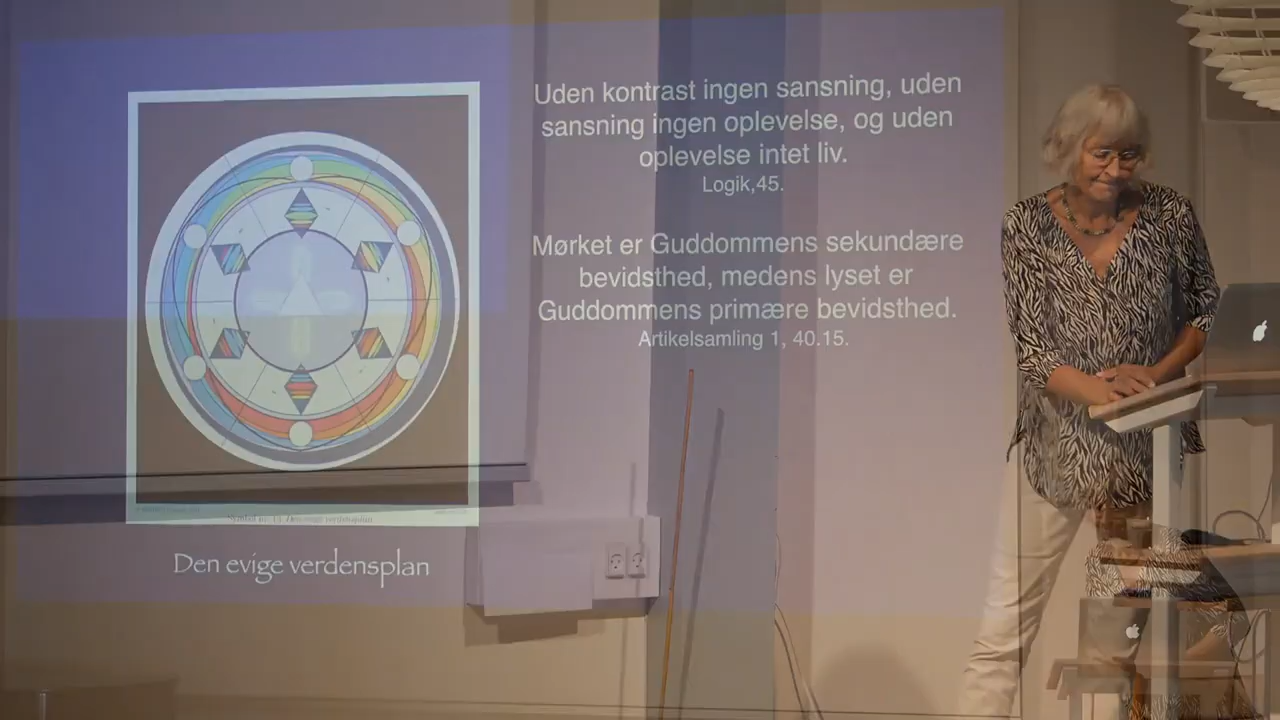 Uden kontrast ingen sansning, uden
sansning ingen oplevelse, og uden
oplevelse intet liv.
Logik,45.
Mørket er Guddommens sekundære
bevidsthed, medens lyset er
Guddommens primære bevidsthed.
Artikelsamling 1, 40.15.
Den evige verdensplan